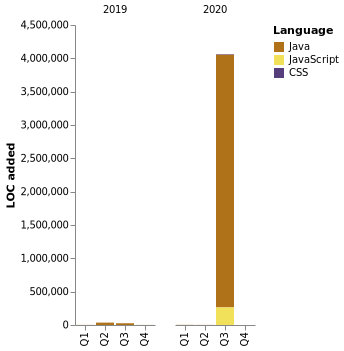 2019
2020
Language
Java
JavaScript
CSS
LOC added
4,500,000
4,000,000
3,500,000
3,000,000
2,500,000
2,000,000
1,500,000
1,000,000
500,000
0
Q1
Q2
Q3
Q4
Q1
Q2
Q3
Q4